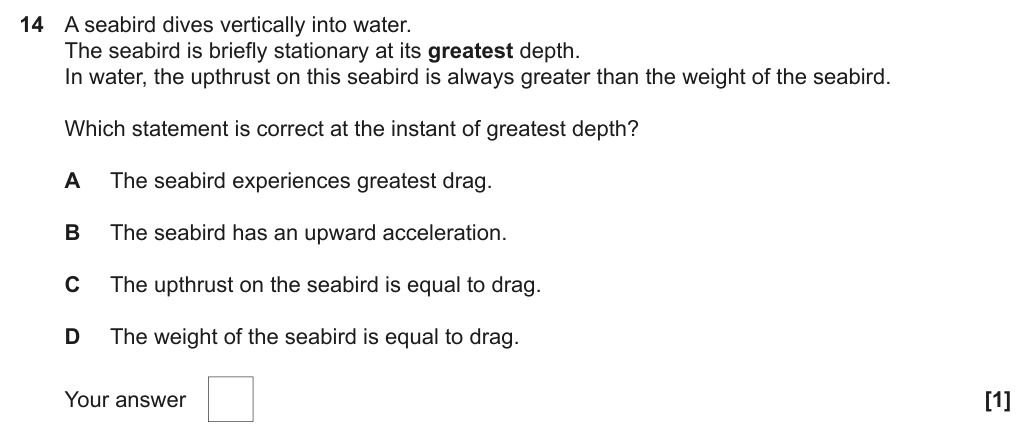 14 A seabird dives vertically into water.
The seabird is briefly stationary at its greatest depth.
In water, the upthrust on this seabird is always greater than the weight of the seabird.
Which statement is correct at the instant of greatest depth?
A The seabird experiences greatest drag.
B The seabird has an upward acceleration.
C The upthrust on the seabird is equal to drag.
D The weight of the seabird is equal to drag.
Your answer [1]